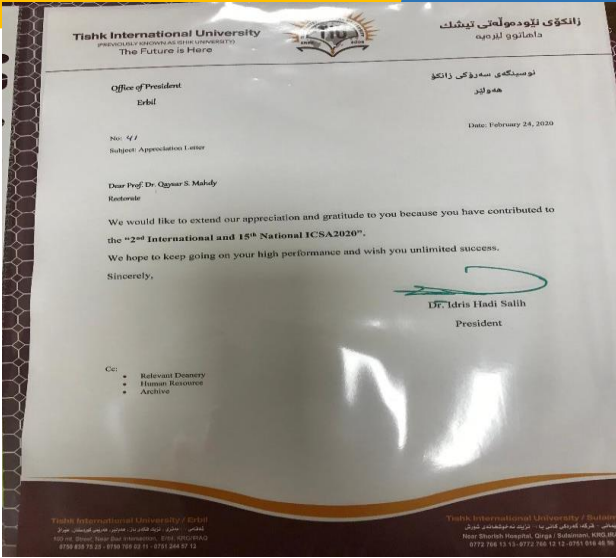 Tishk International University
(PREVIOUSLY KNOWN AS ISHIK UNIVERSITY)
The Future is Here
TIU
زانکۆی نێودەوڵەتی تیشک
داهاتوو لێرەیە
Office of President
Erbil
نوسینگەی سەرۆکی زانکۆ
هەولێر
Date: February 24, 2020
No: 41
Subject: Appreciation Letter
Dear Prof. Dr. Qaysar S. Mahdy
Rectorate
We would like to extend our appreciation and gratitude to you because you have contributed to
the “2nd International and 15th National ICSA2020”.
We hope to keep going on your high performance and wish you unlimited success.
Sincerely,
Dr. Idris Hadi Salih
President
Cc:
• Relevant Deanery
• Human Resource
• Archive
Tishk International University / Erbil
Tishk International University / Sulaim
Near Shorish Hospital, Qirga / Sulaimani, KRG/IR